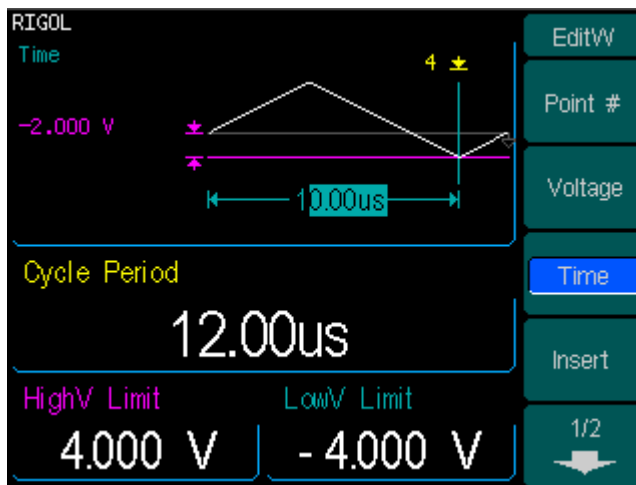 RIGOL
EditW
Time
4
Point #
-2.000 V
10.00us
Voltage
Cycle Period
Time
12.00us
Insert
HighV Limit
LowV Limit
4.000 V
- 4.000 V
1/2